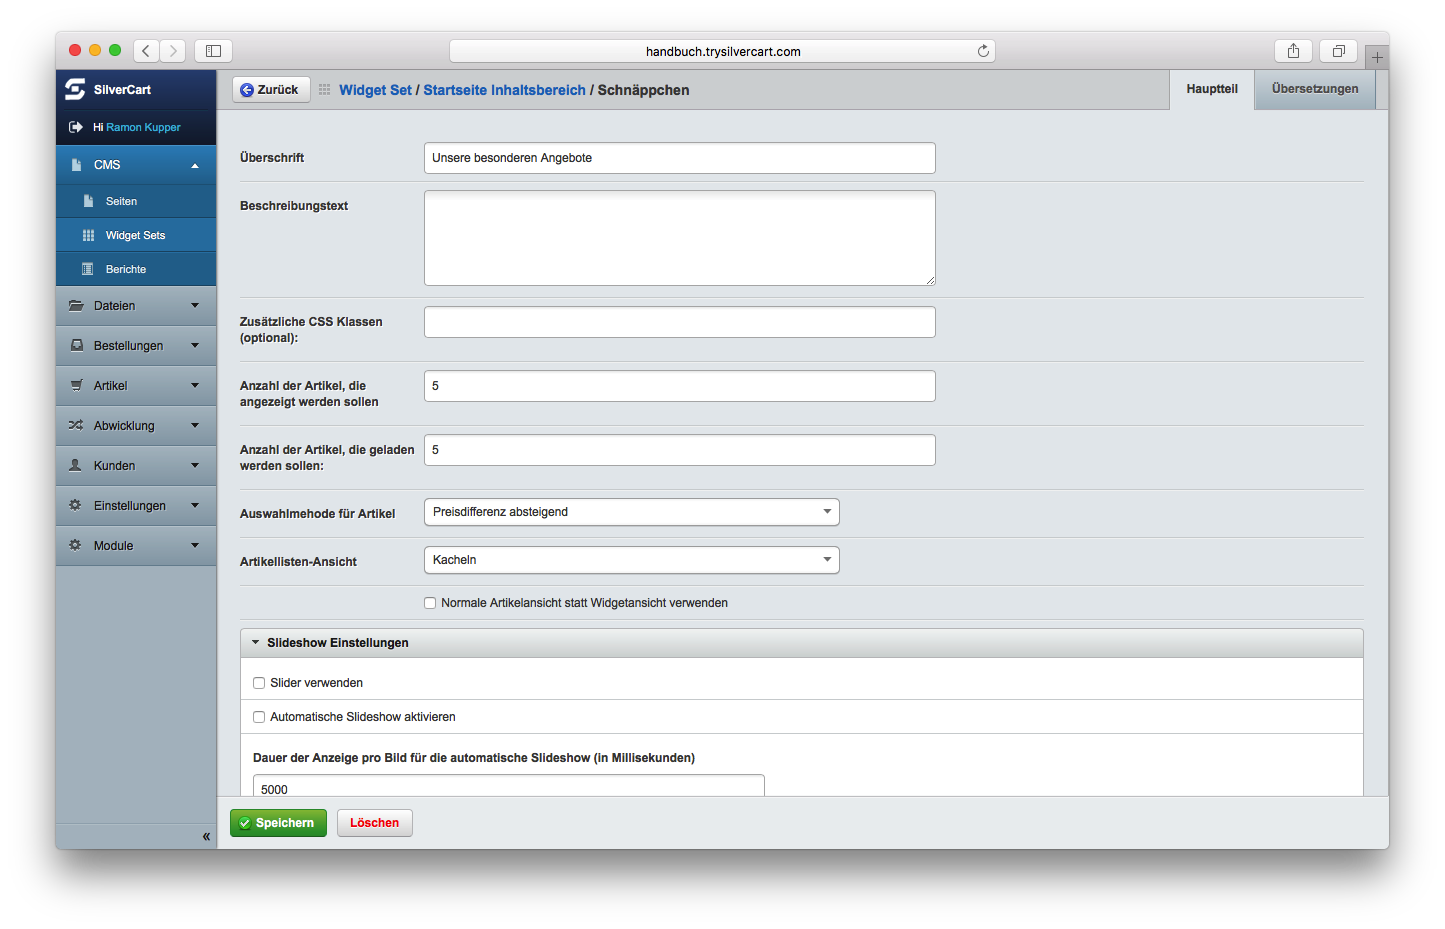 handbuch.trysilvercart.com
SilverCart
Hi Ramon Kupper
CMS
Seiten
Widget Sets
Berichte
Dateien
Bestellungen
Artikel
Abwicklung
Kunden
Einstellungen
Module
«
Zurück
Widget Set / Startseite Inhaltsbereich / Schnäppchen
Hauptteil
Übersetzungen
Überschrift
Unsere besonderen Angebote
Beschreibungstext
Zusätzliche CSS Klassen
(optional):
Anzahl der Artikel, die
angezeigt werden sollen
5
Anzahl der Artikel, die geladen
werden sollen:
5
Auswahlmehode für Artikel
Preisdifferenz absteigend
Artikellisten-Ansicht
Kacheln
Normale Artikelansicht statt Widgetansicht verwenden
Slideshow Einstellungen
Slider verwenden
Automatische Slideshow aktivieren
Dauer der Anzeige pro Bild für die automatische Slideshow (in Millisekunden)
5000
Speichern
Löschen